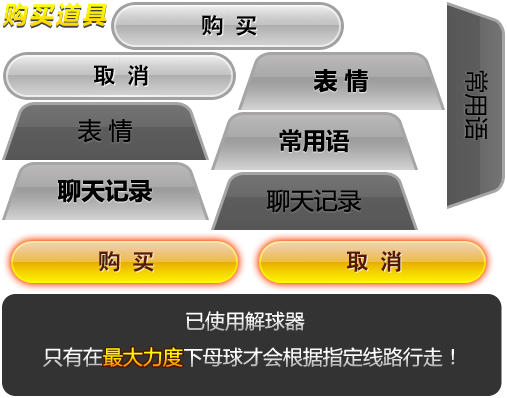 购买道具
购 买
取 消
表 情
表 情
常用语
常用语
聊天记录
聊天记录
购 买
取 消
已使用解球器
只有在最大力度下母球才会根据指定线路行走！